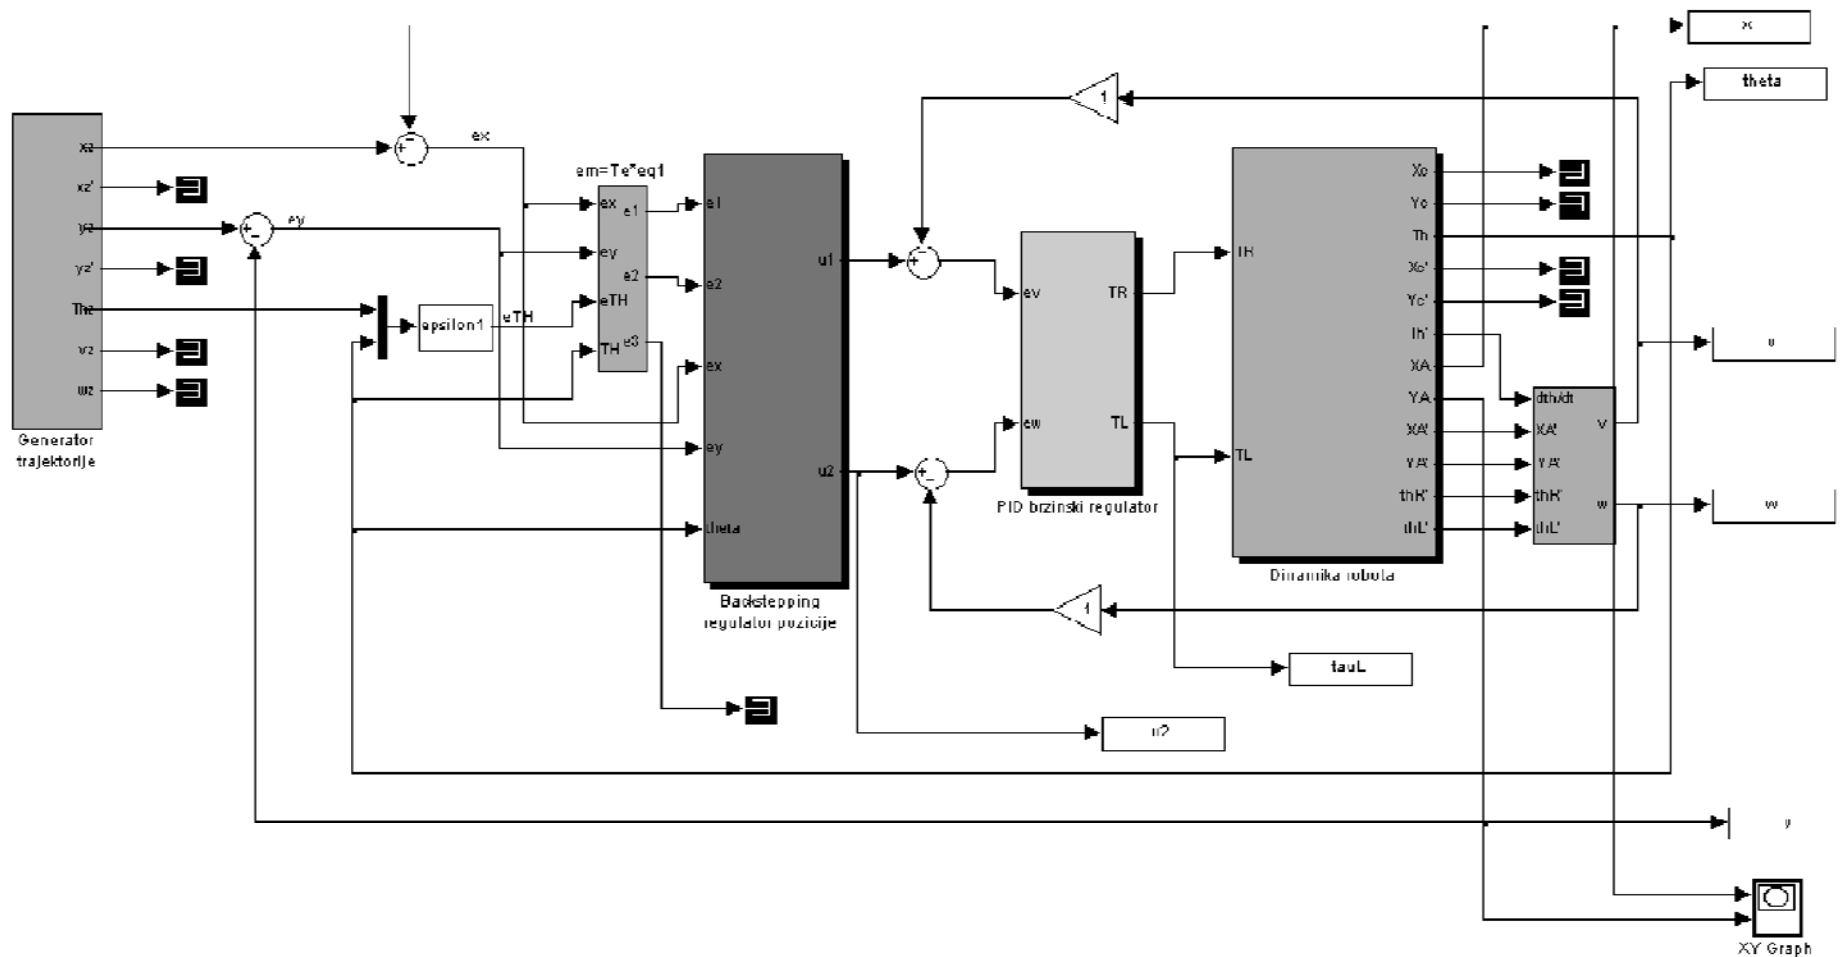 x
theta
1
ex
xz
em=Te*eq1
Xc
xz'
ex
e1
e1
Yc
yz
ey
Th
ey
u1
TR
yz'
e2
e2
Xc'
ev
TR
eTH
Yc'
Thz
eTH
epsilon1
Th'
vz
TH
e3
v
ex
XA
wz
YA
dth/dt
ew
TL
XA'
XA'
v
Generator
trajektorije
ey
TL
YA'
YA'
u2
PID brzinski regulator
thR'
thR'
w
w
theta
thL'
thL'
Dinamika robota
Backstepping
regulator pozicije
1
tauL
u2
y
XY Graph